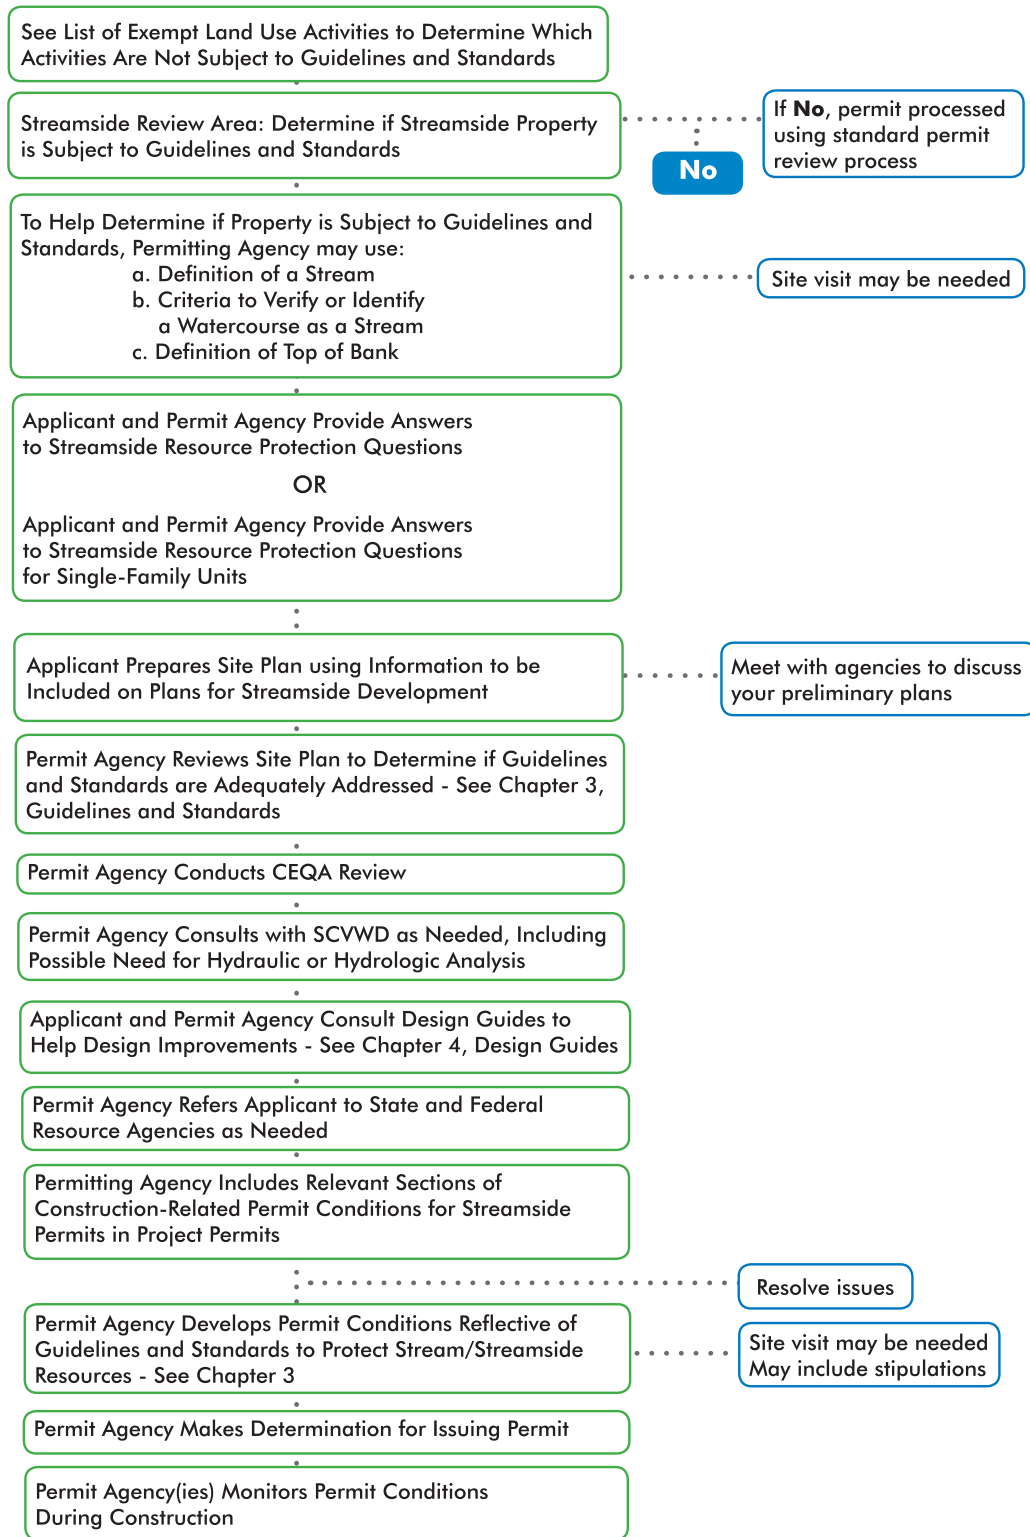 See List of Exempt Land Use Activities to Determine Which
Activities Are Not Subject to Guidelines and Standards
Streamside Review Area: Determine if Streamside Property
is Subject to Guidelines and Standards
No
If No, permit processed
using standard permit
review process
To Help Determine if Property is Subject to Guidelines and
Standards, Permitting Agency may use:
a. Definition of a Stream
b. Criteria to Verify or Identify
a Watercourse as a Stream
c. Definition of Top of Bank
Site visit may be needed
Applicant and Permit Agency Provide Answers
to Streamside Resource Protection Questions
OR
Applicant and Permit Agency Provide Answers
to Streamside Resource Protection Questions
for Single-Family Units
Applicant Prepares Site Plan using Information to be
Included on Plans for Streamside Development
Meet with agencies to discuss
your preliminary plans
Permit Agency Reviews Site Plan to Determine if Guidelines
and Standards are Adequately Addressed - See Chapter 3,
Guidelines and Standards
Permit Agency Conducts CEQA Review
Permit Agency Consults with SCVWD as Needed, Including
Possible Need for Hydraulic or Hydrologic Analysis
Applicant and Permit Agency Consult Design Guides to
Help Design Improvements - See Chapter 4, Design Guides
Permit Agency Refers Applicant to State and Federal
Resource Agencies as Needed
Permitting Agency Includes Relevant Sections of
Construction-Related Permit Conditions for Streamside
Permits in Project Permits
Resolve issues
Permit Agency Develops Permit Conditions Reflective of
Guidelines and Standards to Protect Stream/Streamside
Resources - See Chapter 3
Site visit may be needed
May include stipulations
Permit Agency Makes Determination for Issuing Permit
Permit Agency(ies) Monitors Permit Conditions
During Construction